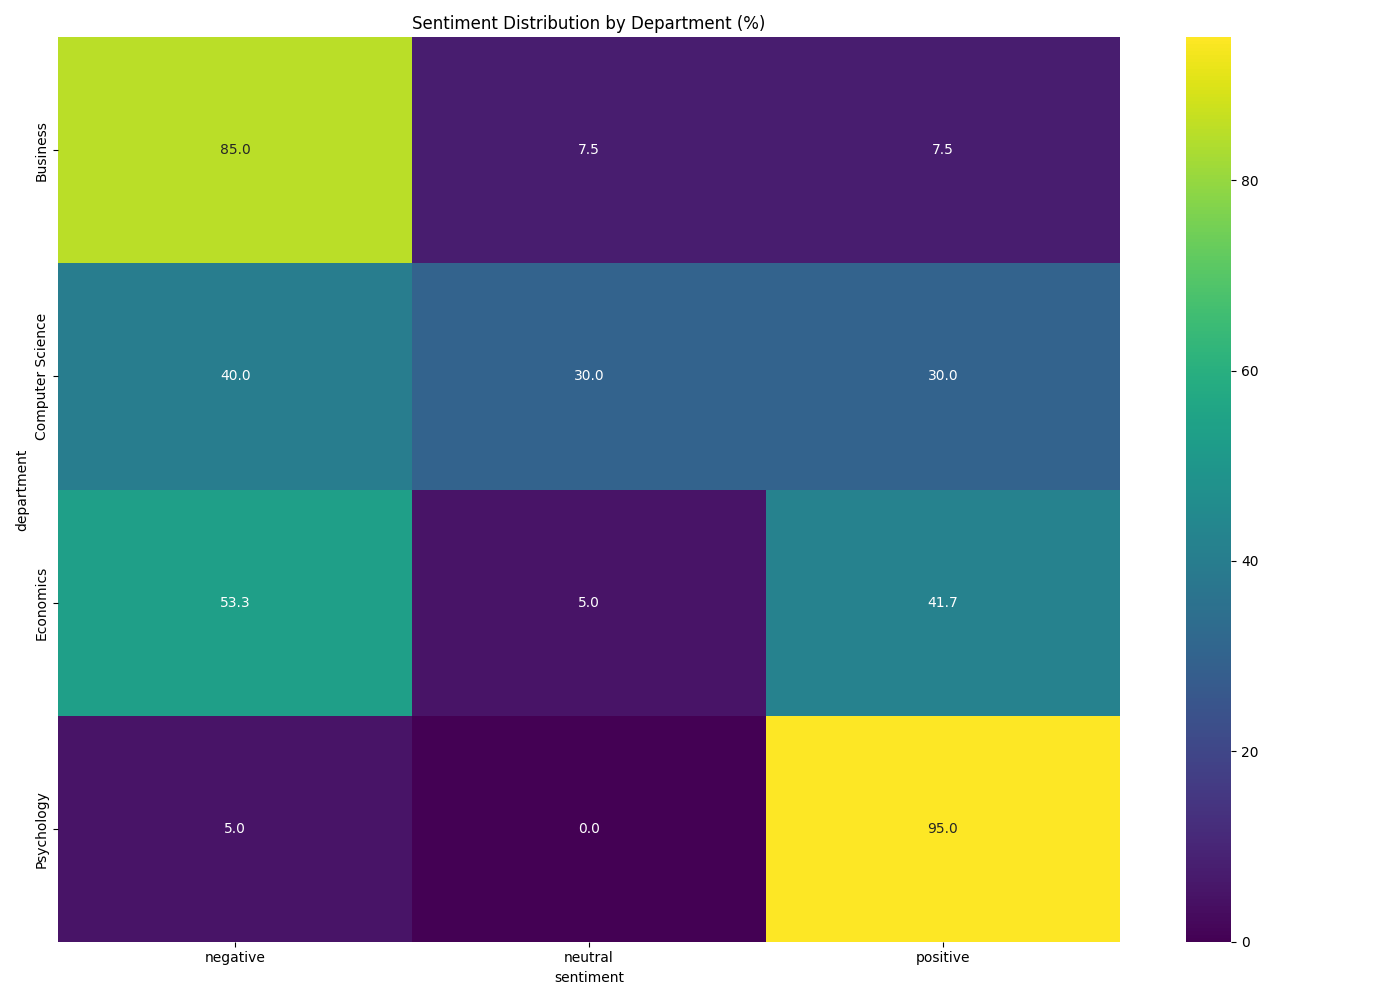 Sentiment Distribution by Department (%)
department
Business
85.0 7.5 7.5
Computer Science
40.0 30.0 30.0
Economics
53.3 5.0 41.7
Psychology
5.0 0.0 95.0
negative neutral positive
sentiment
80
60
40
20
0